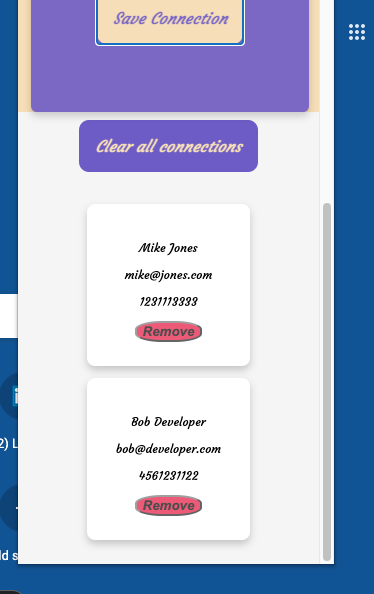 Save Connection
Clear all connections
Mike Jones
mike@jones.com
1231113333
Remove
Bob Developer
bob@developer.com
4561231122
Remove
2) L
ld s